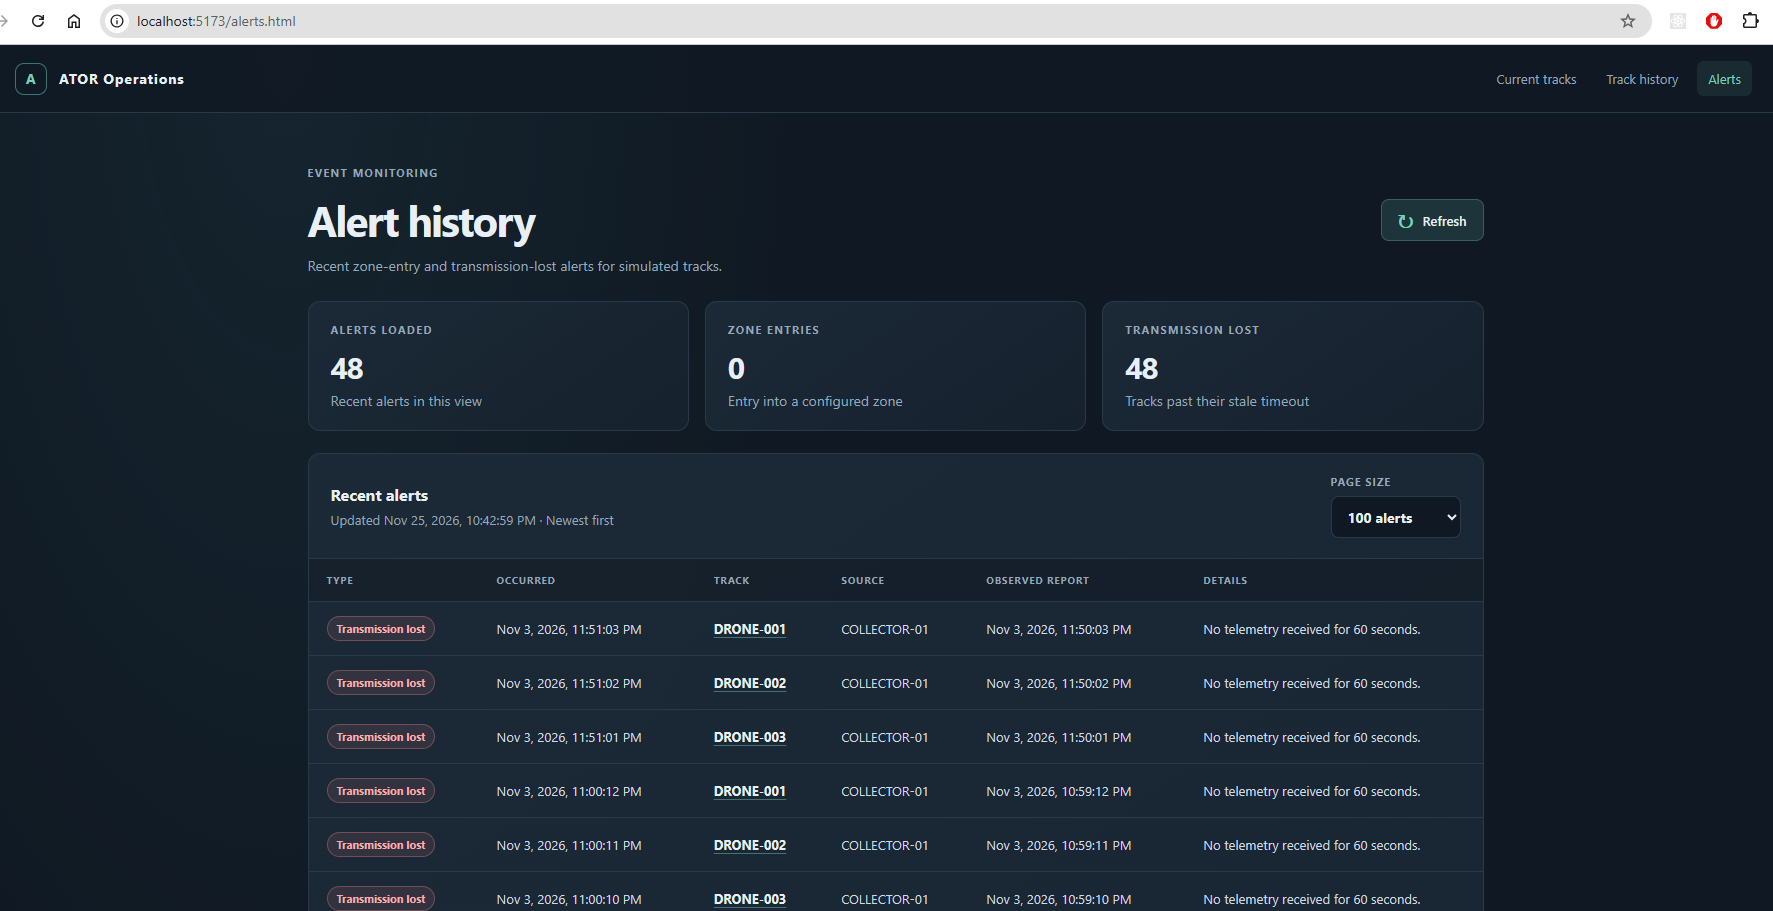 localhost:5173/alerts.html
A ATOR Operations Current tracks Track history Alerts
EVENT MONITORING
Alert history
Refresh
Recent zone-entry and transmission-lost alerts for simulated tracks.
ALERTS LOADED
48
Recent alerts in this view
ZONE ENTRIES
0
Entry into a configured zone
TRANSMISSION LOST
48
Tracks past their stale timeout
Recent alerts
Updated Nov 25, 2026, 10:42:59 PM · Newest first
PAGE SIZE
100 alerts
TYPE OCCURRED TRACK SOURCE OBSERVED REPORT DETAILS
Transmission lost Nov 3, 2026, 11:51:03 PM DRONE-001 COLLECTOR-01 Nov 3, 2026, 11:50:03 PM No telemetry received for 60 seconds.
Transmission lost Nov 3, 2026, 11:51:02 PM DRONE-002 COLLECTOR-01 Nov 3, 2026, 11:50:02 PM No telemetry received for 60 seconds.
Transmission lost Nov 3, 2026, 11:51:01 PM DRONE-003 COLLECTOR-01 Nov 3, 2026, 11:50:01 PM No telemetry received for 60 seconds.
Transmission lost Nov 3, 2026, 11:00:12 PM DRONE-001 COLLECTOR-01 Nov 3, 2026, 10:59:12 PM No telemetry received for 60 seconds.
Transmission lost Nov 3, 2026, 11:00:11 PM DRONE-002 COLLECTOR-01 Nov 3, 2026, 10:59:11 PM No telemetry received for 60 seconds.
Transmission lost Nov 3, 2026, 11:00:10 PM DRONE-003 COLLECTOR-01 Nov 3, 2026, 10:59:10 PM No telemetry received for 60 seconds.